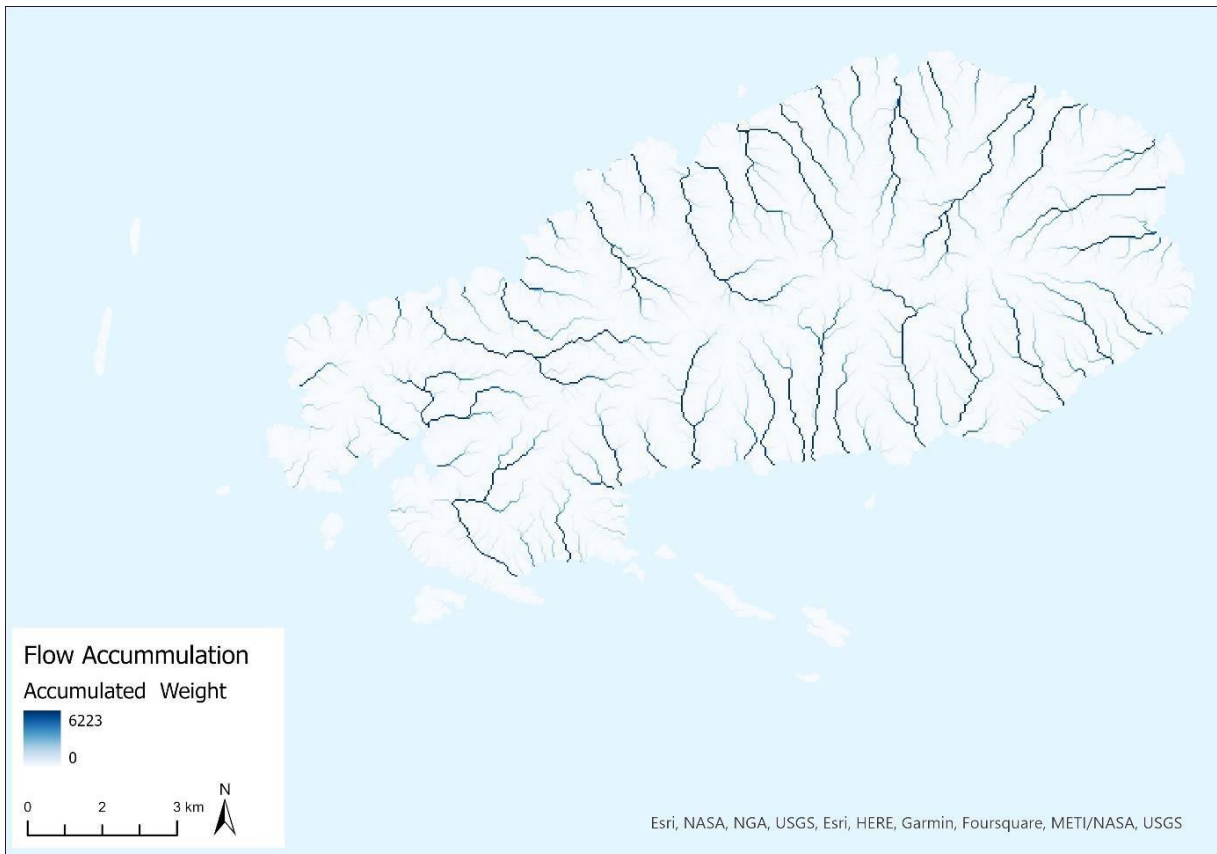 Flow Accummulation
Accumulated Weight
6223
0
N
0 2 3 km
Esri, NASA, NGA, USGS, Esri, HERE, Garmin, Foursquare, METI/NASA, USGS